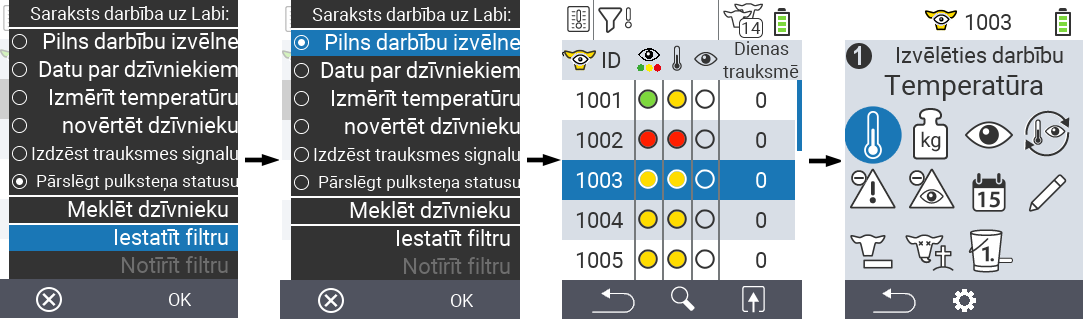 Saraksts darbība uz Labi:
Pilns darbību izvēlne
Datu par dzīvniekiem
Izmērīt temperatūru
novērtēt dzīvnieku
Izdzēst trauksmes signalu
Pārslēgt pulksteņa statusu
Meklēt dzīvnieku
Iestatīt filtru
Notīrīt filtru
OK
Saraksts darbība uz Labi:
Pilns darbību izvēlne
Datu par dzīvniekiem
Izmērīt temperatūru
novērtēt dzīvnieku
Izdzēst trauksmes signalu
Pārslēgt pulksteņa statusu
Meklēt dzīvnieku
Iestatīt filtru
Notīrīt filtru
OK
14
ID Dienas
trauksmē
1001 0
1002 0
1003 0
1004 0
1005 0
1003
1 Izvēlēties darbību
Temperatūra
kg
15
1.